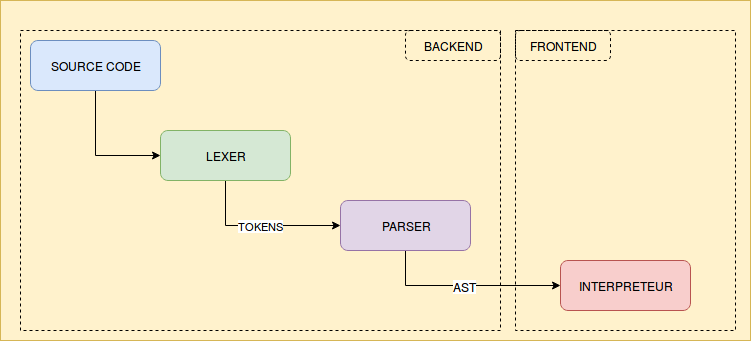 BACKEND
FRONTEND
SOURCE CODE
LEXER
TOKENS
PARSER
AST
INTERPRETEUR